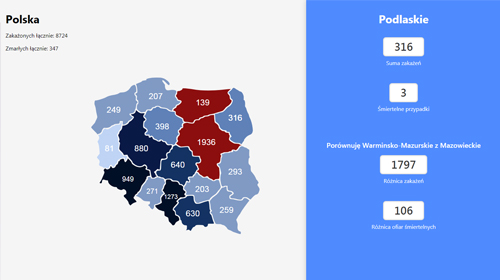 Polska
Zakażonych łącznie: 8724
Zmarłych łącznie: 347
207
249
139
316
398
81
880
1936
640
949
293
271
1273
203
630
259
Podlaskie
316
Suma zakażeń
3
Śmiertelne przypadki
Porównuję Warminsko-Mazurskie z Mazowieckie
1797
Różnica zakażeń
106
Różnica ofiar śmiertelnych